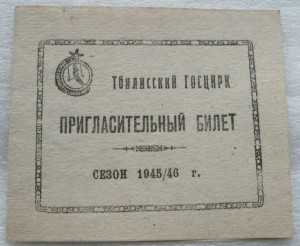 Тбилисский ГОСЦИРК
ПРИГЛАСИТЕЛЬНЫЙ БИЛЕТ
СЕЗОН 1945/46 г.